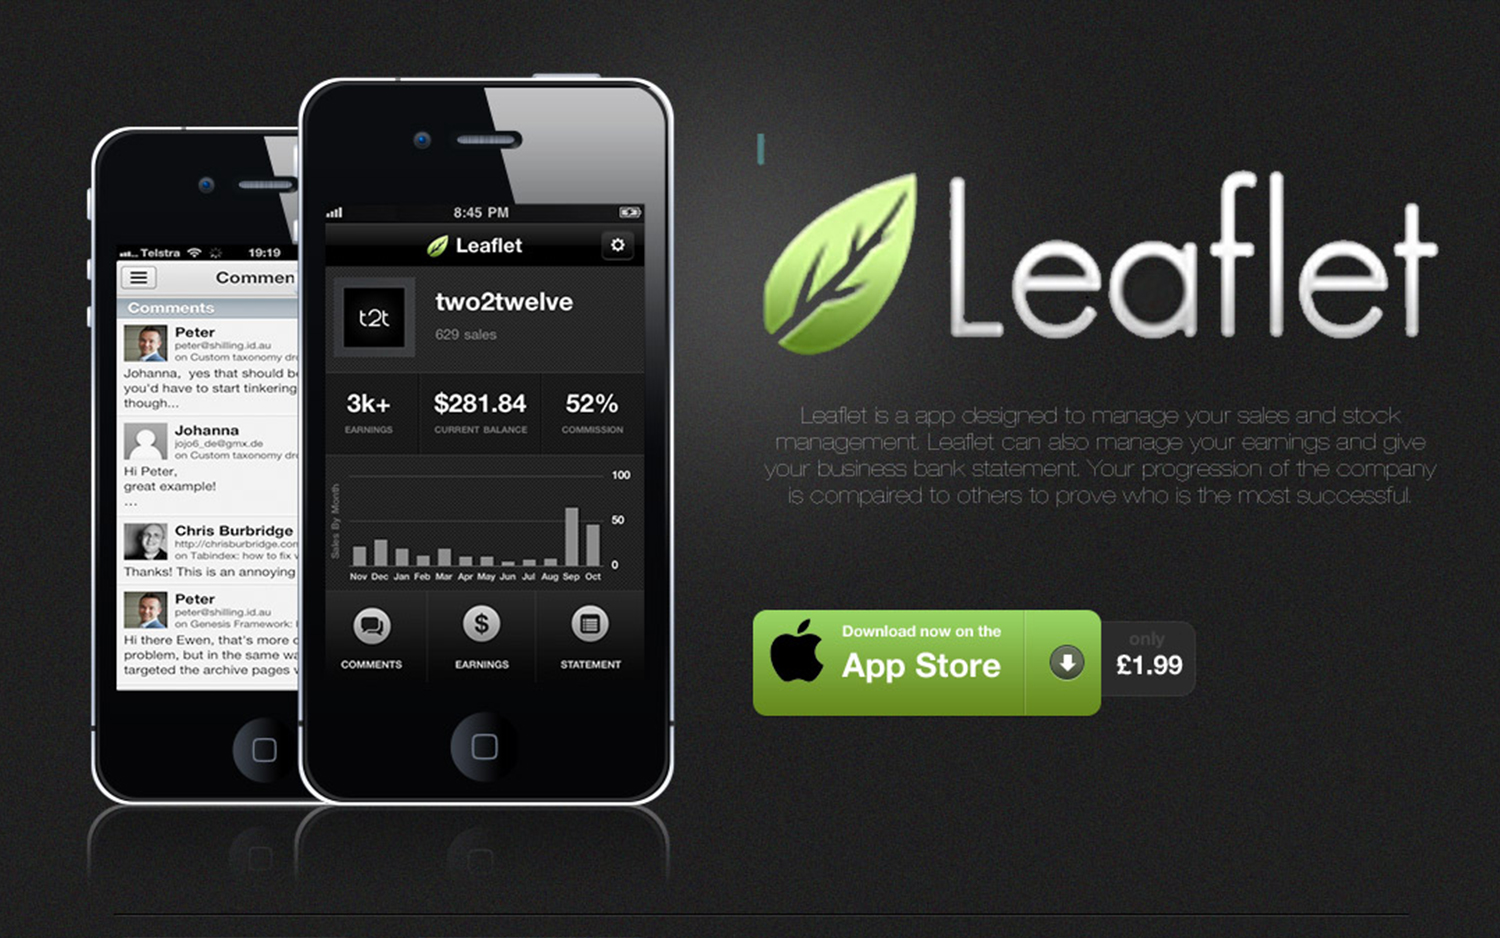 Telstra 19:19
Commen
Comments
Peter
peter@shilling.id.au
on Custom taxonomy dr
Johanna, yes that should b
you'd have to start tinkering
though...
Johanna
jojo6_de@gmx.de
on Custom taxonomy dr
Hi Peter,
great example!
...
Chris Burbridge
http://chrisburbridge.com
on Tabindex: how to fix v
Thanks! This is an annoying
Peter
peter@shilling.id.au
on Genesis Framework:
Hi there Ewen, that's more
problem, but in the same wa
targeted the archive pages
8:45 PM
Leaflet
t2t
two2twelve
629 sales
3k+ $281.84 52%
EARNINGS CURRENT BALANCE COMMISSION
Sales By Month
100
50
0
Nov Dec Jan Feb Mar Apr May Jun Jul Aug Sep Oct
$
COMMENTS EARNINGS STATEMENT
Leaflet
Leaflet is a app designed to manage your sales and stock
management. Leaflet can also manage your earnings and give
your business bank statement. Your progression of the company
is compaired to others to prove who is the most successful.
Download now on the
App Store
only
£1.99